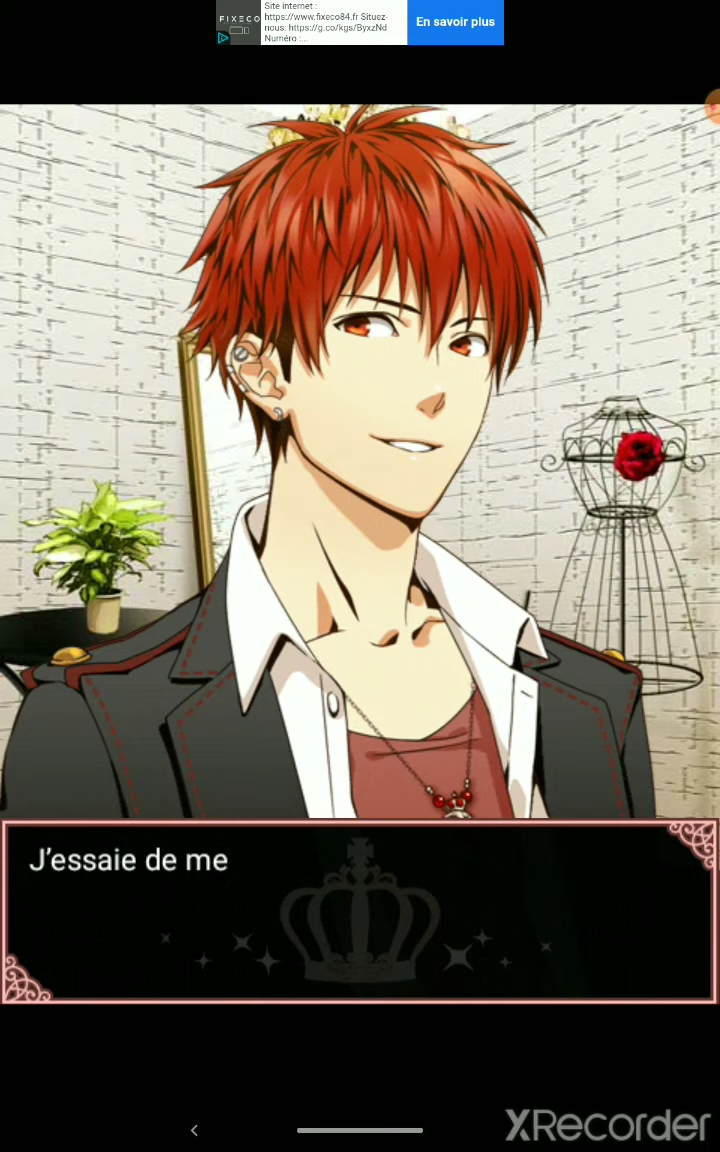 FIXECO
Site internet :
https://www.fixeco84.fr Situez-
nous: https://g.co/kgs/ByxzNd
Numéro :...
En savoir plus
J'essaie de me
XRecorder